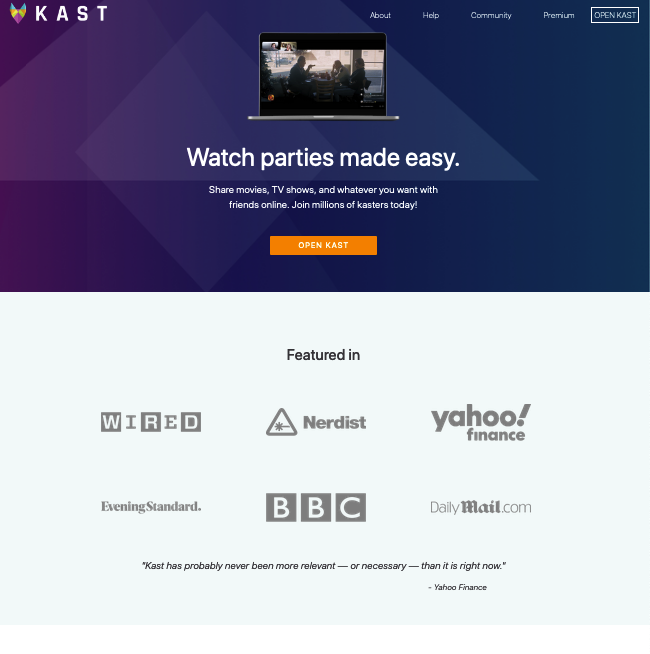 KAST
About
Help
Community
Premium
OPEN KAST
Watch parties made easy.
Share movies, TV shows, and whatever you want with
friends online. Join millions of kasters today!
OPEN KAST
Featured in
WIRED
Nerdist
yahoo!
finance
Evening Standard.
BBC
DailyMail.com
"Kast has probably never been more relevant — or necessary — than it is right now."
- Yahoo Finance